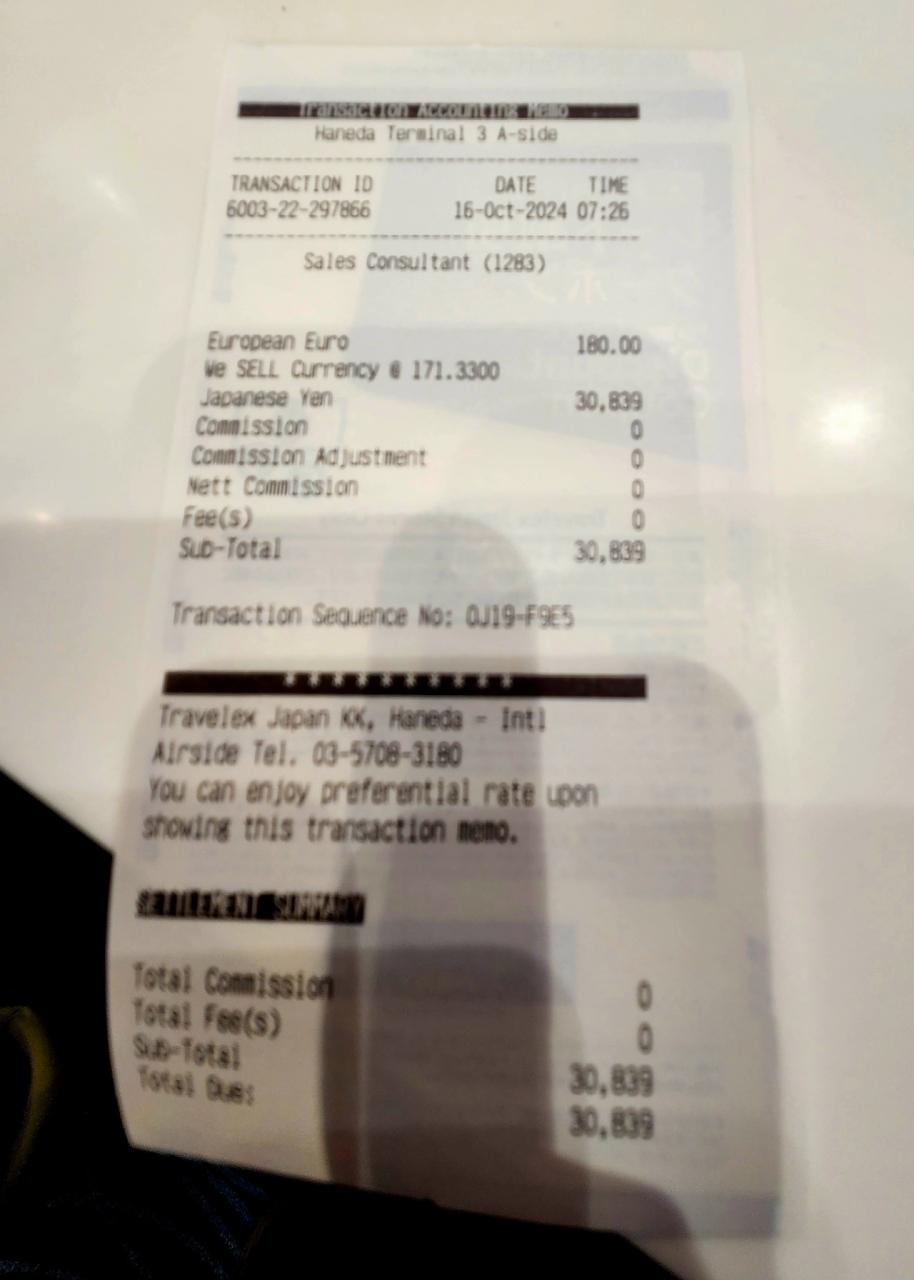 Transaction Accounting Memo
Haneda Terminal 3 A-side
TRANSACTION ID DATE TIME
6003-22-297866 16-Oct-2024 07:26
Sales Consultant (1283)
European Euro 180.00
We SELL Currency @ 171.3300
Japanese Yen 30,839
Commission 0
Commission Adjustment 0
Nett Commission 0
Fee(s) 0
Sub-Total 30,839
Transaction Sequence No: 0J19-F9E5
* * * * * * * * * *
Travelex Japan KK, Haneda - Intl
Airside Tel. 03-5708-3180
You can enjoy preferential rate upon
showing this transaction memo.
SETTLEMENT SUMMARY
Total Commission 0
Total Fee(s) 0
Sub-Total 30,839
Total Due: 30,839